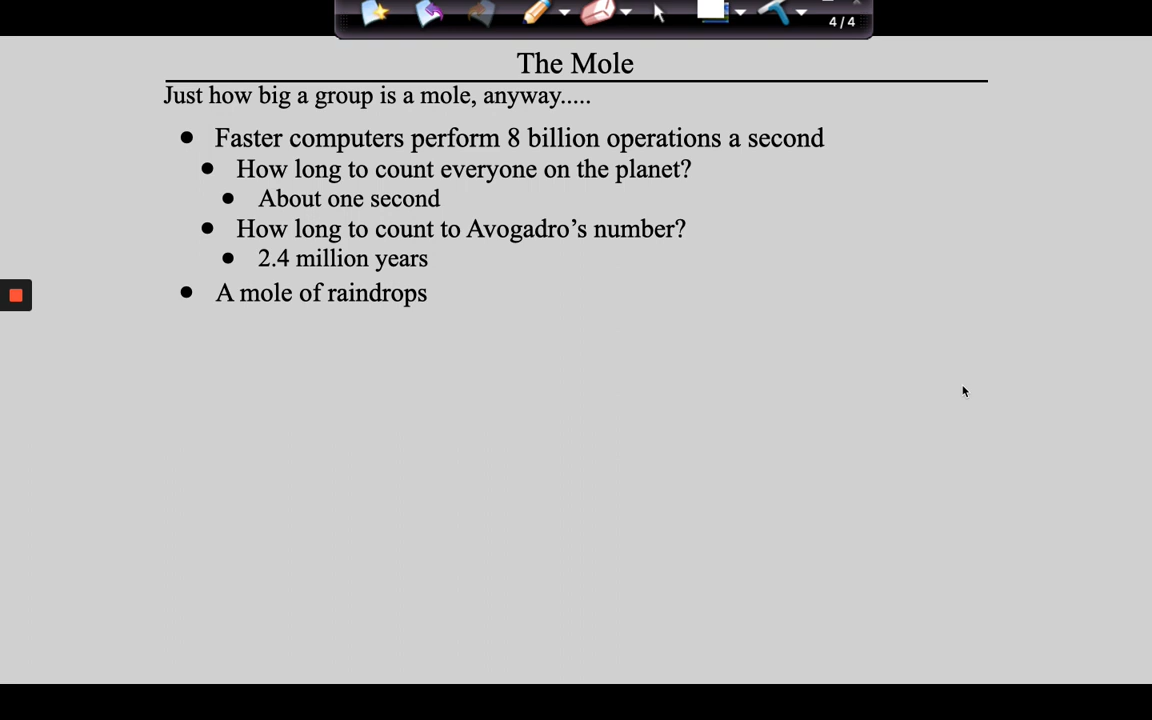 4/4
The Mole
Just how big a group is a mole, anyway.....
● Faster computers perform 8 billion operations a second
● How long to count everyone on the planet?
● About one second
● How long to count to Avogadro’s number?
● 2.4 million years
● A mole of raindrops